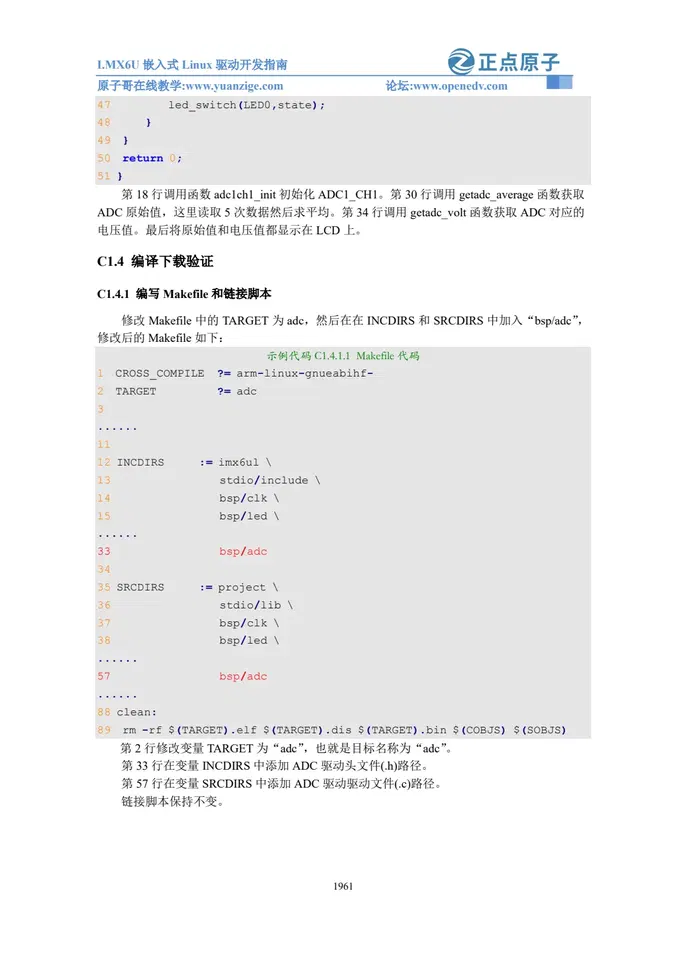 I.MX6U 嵌入式 Linux 驱动开发指南
正点原子
原子哥在线教学:www.yuanzige.com 论坛:www.openedv.com
47 led_switch(LED0,state);
48 }
49 }
50 return 0;
51 }
第 18 行调用函数 adc1ch1_init 初始化 ADC1_CH1。第 30 行调用 getadc_average 函数获取
ADC 原始值，这里读取 5 次数据然后求平均。第 34 行调用 getadc_volt 函数获取 ADC 对应的
电压值。最后将原始值和电压值都显示在 LCD 上。
C1.4 编译下载验证
C1.4.1 编写 Makefile 和链接脚本
修改 Makefile 中的 TARGET 为 adc，然后在在 INCDIRS 和 SRCDIRS 中加入“bsp/adc”，
修改后的 Makefile 如下：
示例代码 C1.4.1.1 Makefile 代码
1 CROSS_COMPILE ?= arm-linux-gnueabihf-
2 TARGET ?= adc
3
......
11
12 INCDIRS := imx6ul \
13 stdio/include \
14 bsp/clk \
15 bsp/led \
......
33 bsp/adc
34
35 SRCDIRS := project \
36 stdio/lib \
37 bsp/clk \
38 bsp/led \
......
57 bsp/adc
......
88 clean:
89 rm -rf $(TARGET).elf $(TARGET).dis $(TARGET).bin $(COBJS) $(SOBJS)
第 2 行修改变量 TARGET 为“adc”，也就是目标名称为“adc”。
第 33 行在变量 INCDIRS 中添加 ADC 驱动头文件(.h)路径。
第 57 行在变量 SRCDIRS 中添加 ADC 驱动驱动文件(.c)路径。
链接脚本保持不变。
1961